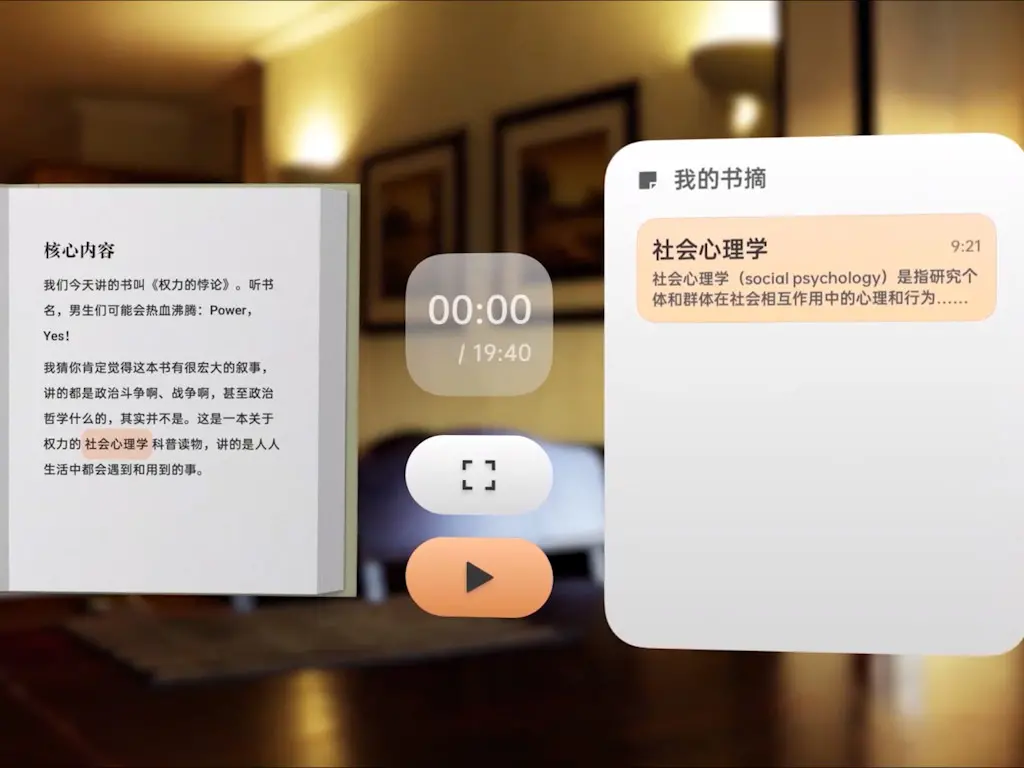 核心内容
我们今天讲的书叫《权力的悖论》。听书
名，男生们可能会热血沸腾：Power，
Yes！
我猜你肯定觉得这本书有很宏大的叙事，
讲的都是政治斗争啊、战争啊，甚至政治
哲学什么的，其实并不是。这是一本关于
权力的 社会心理学 科普读物，讲的是人人
生活中都会遇到和用到的事。
00:00
/ 19:40
我的书摘
社会心理学 9:21
社会心理学（social psychology）是指研究个
体和群体在社会相互作用中的心理和行为……